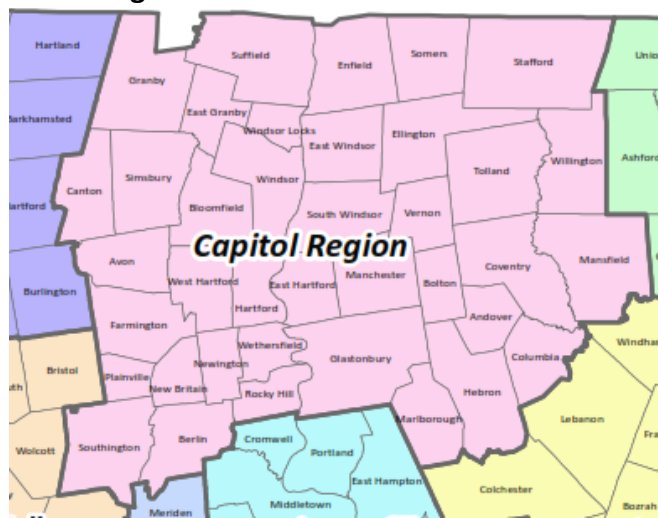 Hartland
Suffield
Enfield
Somers
Stafford
Granby
East Granby
Windsor Locks
East Windsor
Ellington
Barkhamsted
Ashford
Willington
Tolland
Simsbury
Canton
Windsor
Bloomfield
South Windsor
Vernon
Capitol Region
Avon
West Hartford
East Hartford
Manchester
Bolton
Coventry
Mansfield
Burlington
Hartford
Andover
Farmington
Wethersfield
Glastonbury
Columbia
Newington
Bristol
Plainville
New Britain
Rocky Hill
Hebron
Marlborough
Lebanon
Southington
Berlin
Cromwell
Portland
Wolcott
East Hampton
Colchester
Middletown
Meriden
Bozrah